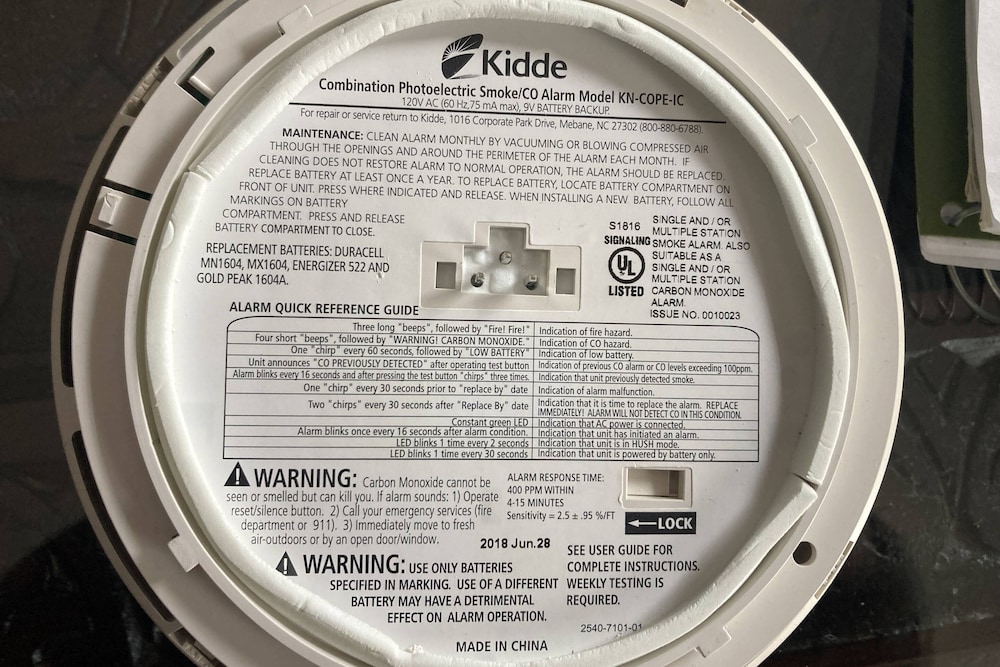 Kidde
Combination Photoelectric Smoke/CO Alarm Model KN-COPE-IC
120V AC (60 Hz,75 mA max), 9V BATTERY BACKUP.
For repair or service return to Kidde, 1016 Corporate Park Drive, Mebane, NC 27302 (800-880-6788).
MAINTENANCE: CLEAN ALARM MONTHLY BY VACUUMING OR BLOWING COMPRESSED AIR
THROUGH THE OPENINGS AND AROUND THE PERIMETER OF THE ALARM EACH MONTH. IF
CLEANING DOES NOT RESTORE ALARM TO NORMAL OPERATION, THE ALARM SHOULD BE REPLACED.
REPLACE BATTERY AT LEAST ONCE A YEAR. TO REPLACE BATTERY, LOCATE BATTERY COMPARTMENT ON
FRONT OF UNIT. PRESS WHERE INDICATED AND RELEASE. WHEN INSTALLING A NEW BATTERY, FOLLOW ALL
MARKINGS ON BATTERY
COMPARTMENT. PRESS AND RELEASE
BATTERY COMPARTMENT TO CLOSE.
REPLACEMENT BATTERIES: DURACELL
MN1604, MX1604, ENERGIZER 522 AND
GOLD PEAK 1604A.
S1816
SIGNALING
UL
LISTED
SINGLE AND / OR
MULTIPLE STATION
SMOKE ALARM. ALSO
SUITABLE AS A
SINGLE AND / OR
MULTIPLE STATION
CARBON MONOXIDE
ALARM.
ISSUE NO. 0010023
ALARM QUICK REFERENCE GUIDE
Three long "beeps", followed by "Fire! Fire!" Indication of fire hazard.
Four short "beeps, followed by "WARNING! CARBON MONOXIDE." Indication of CO hazard.
One "chirp" every 60 seconds, followed by "LOW BATTERY" Indication of low battery.
Unit announces "CO PREVIOUSLY DETECTED" after operating test button Indication of previous CO alarm or CO levels exceeding 100ppm.
Alarm blinks every 16 seconds and after pressing the test button "chirps" three times. Indication that unit previously detected smoke.
One "chirp" every 30 seconds prior to "replace by" date Indication of alarm malfunction.
Two "chirps" every 30 seconds after "Replace By" date Indication that it is time to replace the alarm. REPLACE
IMMEDIATELY! ALARM WILL NOT DETECT CO IN THIS CONDITION.
Constant green LED Indication that AC power is connected.
Alarm blinks once every 16 seconds after alarm condition. Indication that unit has initiated an alarm.
LED blinks 1 time every 2 seconds Indication that unit is in HUSH mode.
LED blinks 1 time every 30 seconds Indication that unit is powered by battery only.
WARNING: Carbon Monoxide cannot be
seen or smelled but can kill you. If alarm sounds: 1) Operate
reset/silence button. 2) Call your emergency services (fire
department or 911). 3) Immediately move to fresh
air-outdoors or by an open door/window.
ALARM RESPONSE TIME:
400 PPM WITHIN
4-15 MINUTES
Sensitivity = 2.5 ± .95 %/FT
LOCK
2018 Jun.28
WARNING: USE ONLY BATTERIES
SPECIFIED IN MARKING. USE OF A DIFFERENT
BATTERY MAY HAVE A DETRIMENTAL
EFFECT ON ALARM OPERATION.
SEE USER GUIDE FOR
COMPLETE INSTRUCTIONS.
WEEKLY TESTING IS
REQUIRED.
2540-7101-01
MADE IN CHINA